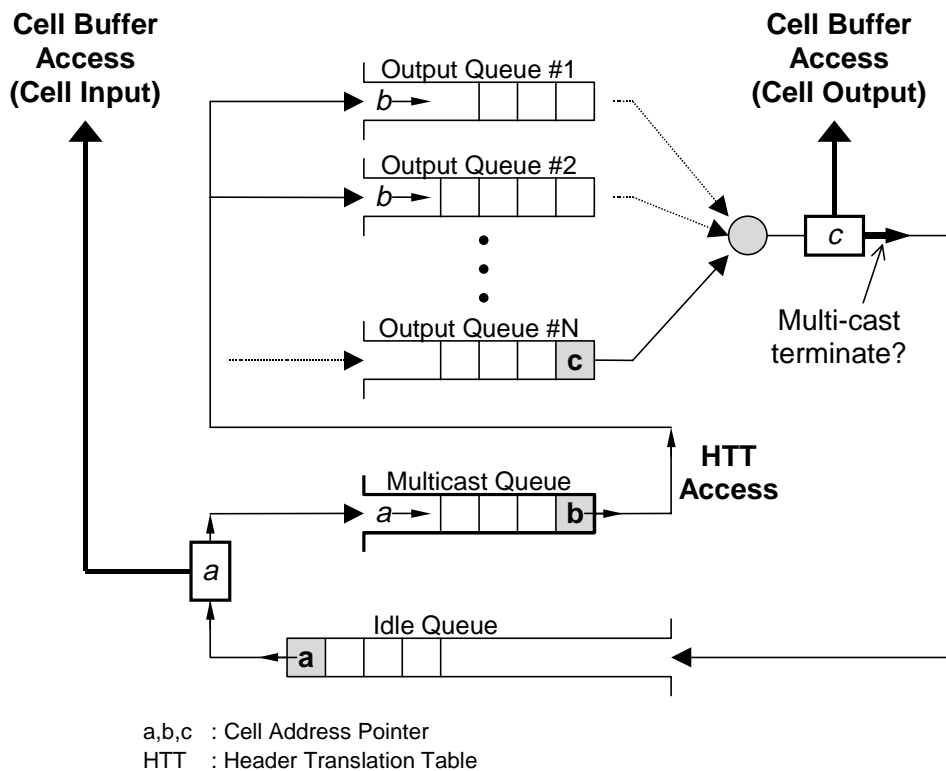 Cell Buffer
Access
(Cell Input)
Cell Buffer
Access
(Cell Output)
Output Queue #1
b
Output Queue #2
b
c
Multi-cast
terminate?
Output Queue #N
c
HTT
Access
Multicast Queue
a
b
a
Idle Queue
a
a,b,c : Cell Address Pointer
HTT : Header Translation Table